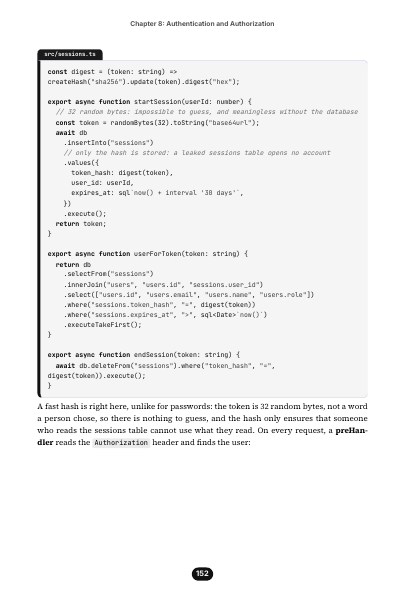 Chapter 8: Authentication and Authorization
src/sessions.ts
const digest = (token: string) =>
createHash("sha256").update(token).digest("hex");
export async function startSession(userId: number) {
// 32 random bytes: impossible to guess, and meaningless without the database
const token = randomBytes(32).toString("base64url");
await db
.insertInto("sessions")
// only the hash is stored: a leaked sessions table opens no account
.values({
token_hash: digest(token),
user_id: userId,
expires_at: sql`now() + interval '30 days'`,
})
.execute();
return token;
}
export async function userForToken(token: string) {
return db
.selectFrom("sessions")
.innerJoin("users", "users.id", "sessions.user_id")
.select(["users.id", "users.email", "users.name", "users.role"])
.where("sessions.token_hash", "=", digest(token))
.where("sessions.expires_at", ">", sql<Date>`now()`)
.executeTakeFirst();
}
export async function endSession(token: string) {
await db.deleteFrom("sessions").where("token_hash", "=",
digest(token)).execute();
}
A fast hash is right here, unlike for passwords: the token is 32 random bytes, not a word
a person chose, so there is nothing to guess, and the hash only ensures that someone
who reads the sessions table cannot use what they read. On every request, a preHan-
dler reads the Authorization header and finds the user:
152